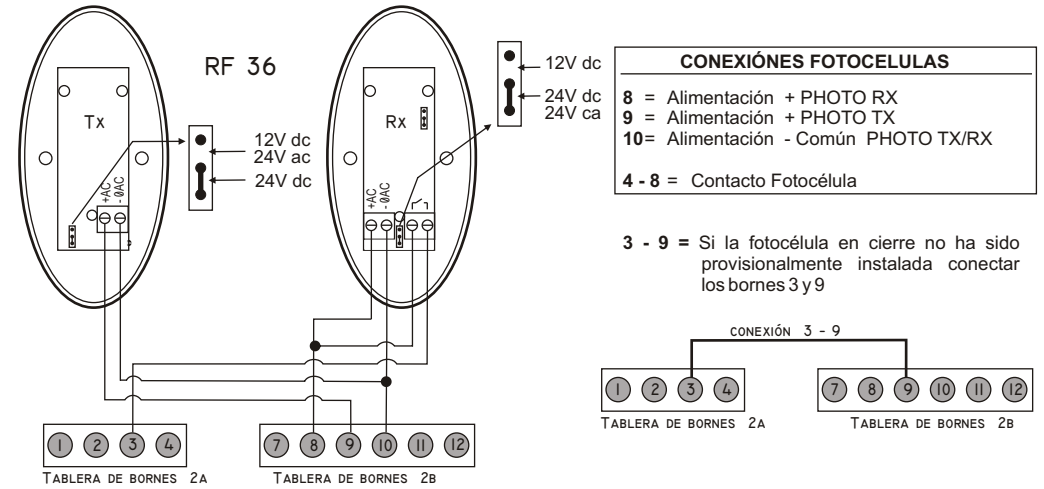 RF 36
Tx
+AC
-0AC
12V dc
24V ac
24V dc
Rx
+AC
-0AC
12V dc
24V dc
24V ca
CONEXIÓNES FOTOCELULAS
8 = Alimentación + PHOTO RX
9 = Alimentación + PHOTO TX
10= Alimentación - Común PHOTO TX/RX
4 - 8 = Contacto Fotocélula
3 - 9 = Si la fotocélula en cierre no ha sido
provisionalmente instalada conectar
los bornes 3 y 9
CONEXIÓN 3 - 9
1 2 3 4
7 8 9 10 11 12
TABLERA DE BORNES 2A
TABLERA DE BORNES 2B
1 2 3 4
7 8 9 10 11 12
TABLERA DE BORNES 2A
TABLERA DE BORNES 2B